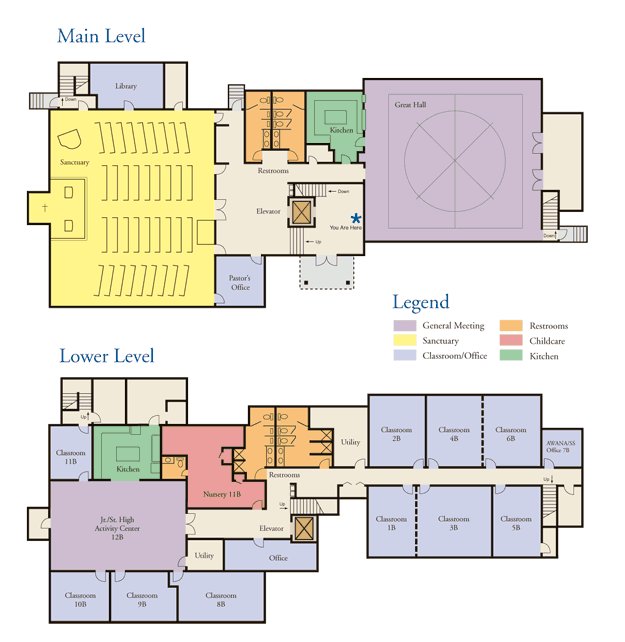 Main Level
Library
Down
Great Hall
Kitchen
Sanctuary
Restrooms
Down
Elevator
You Are Here
Up
Down
Pastor's
Office
Legend
General Meeting
Restrooms
Sanctuary
Childcare
Classroom/Office
Kitchen
Lower Level
Up
Classroom
2B
Classroom
4B
Classroom
6B
Utility
AWANA/SS
Office 7B
Classroom
11B
Kitchen
Restrooms
Up
Nursery 11B
Up
Jr./Sr. High
Activity Center
12B
Elevator
Classroom
1B
Classroom
3B
Classroom
5B
Utility
Office
Classroom
10B
Classroom
9B
Classroom
8B